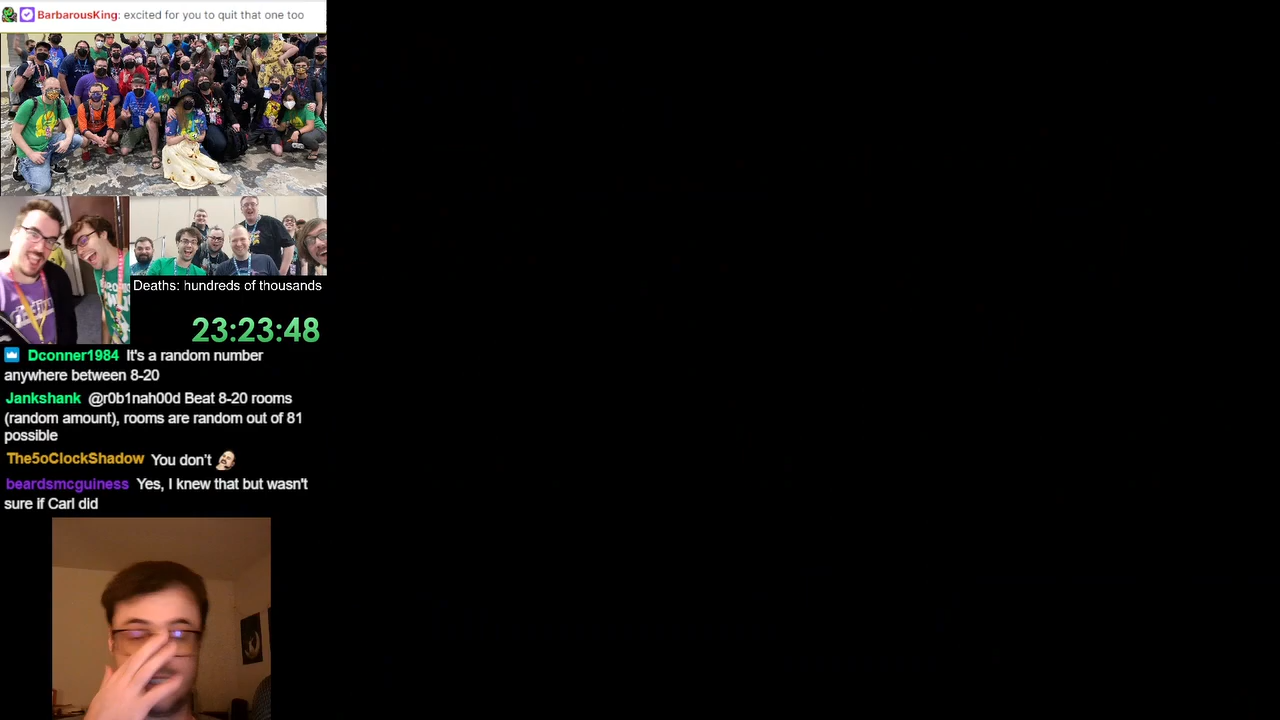 BarbarousKing: excited for you to quit that one too
Deaths: hundreds of thousands
23:23:48
Dconner1984 It's a random number
anywhere between 8-20
Jankshank @r0b1nah00d Beat 8-20 rooms
(random amount), rooms are random out of 81
possible
The5oClockShadow You don't
beardsmcguiness Yes, I knew that but wasn't
sure if Carl did